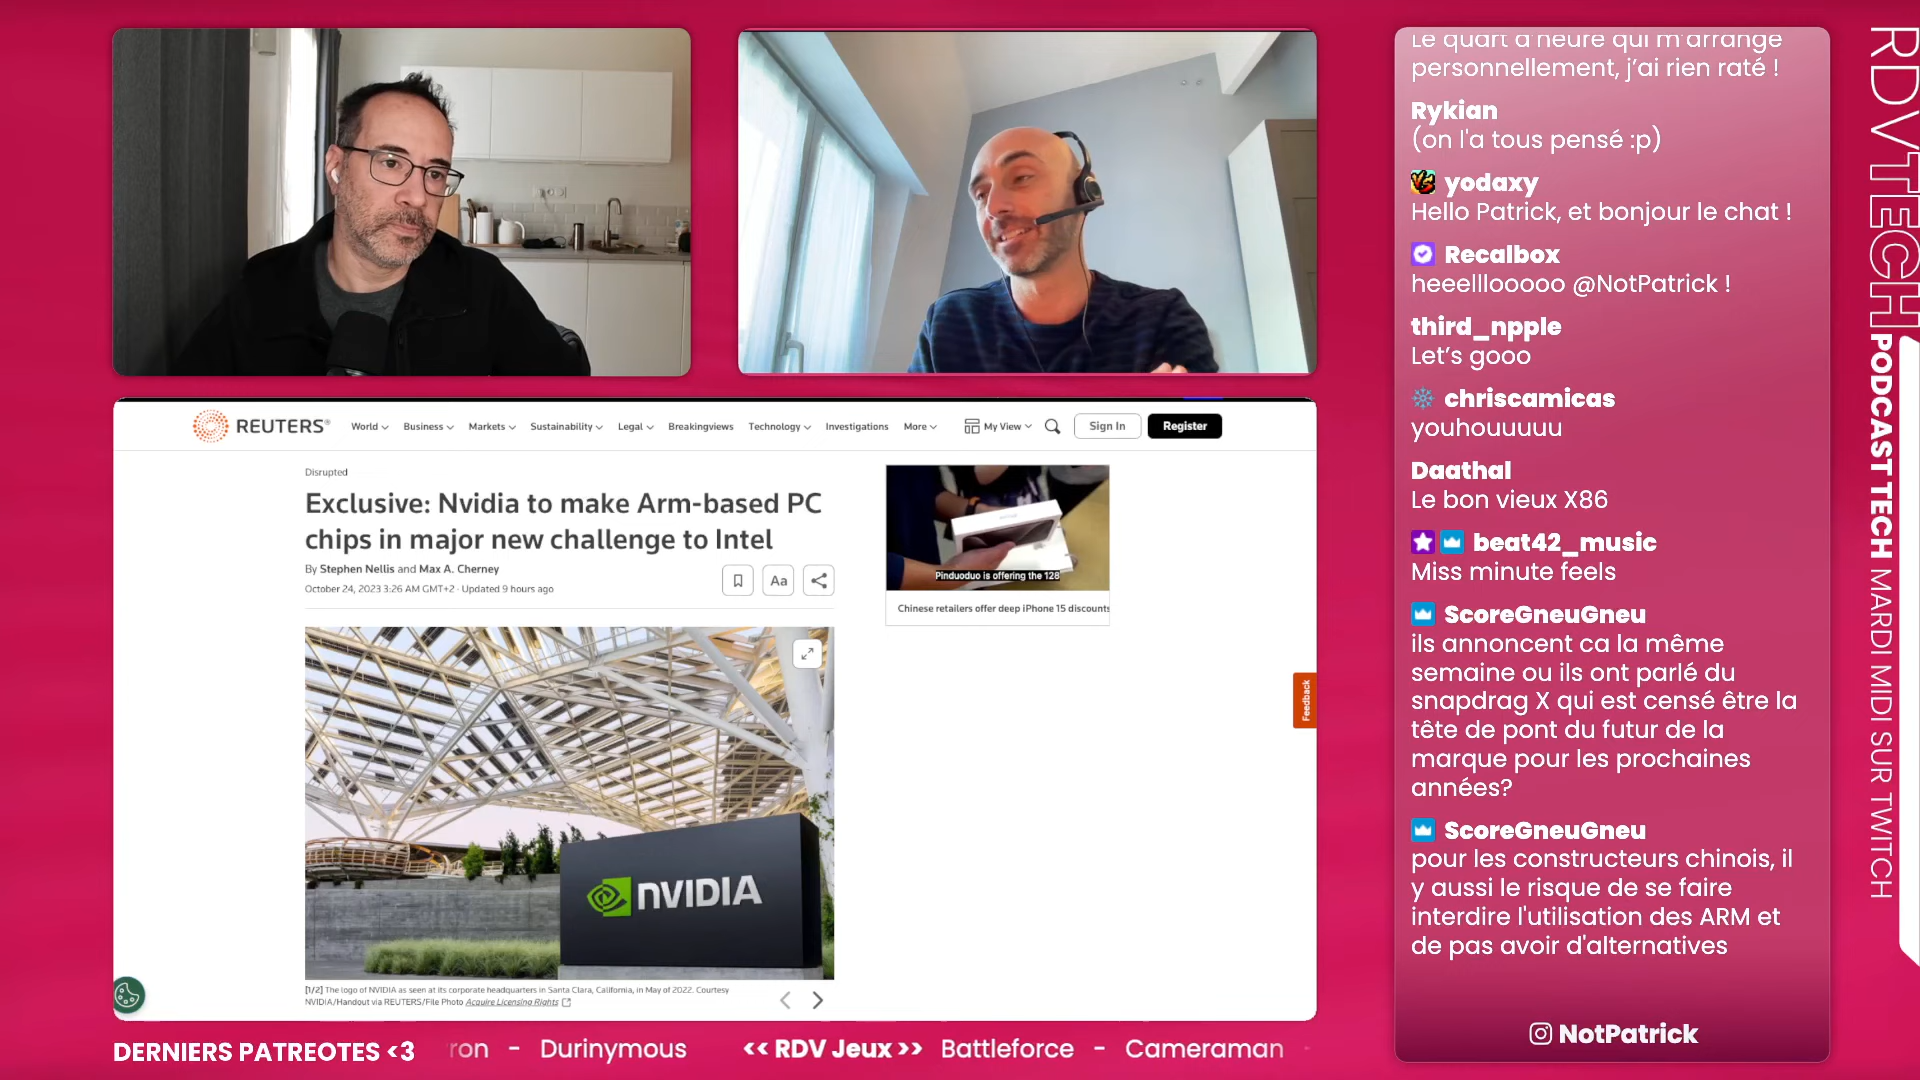 REUTERS®
World
Business
Markets
Sustainability
Legal
Breakingviews
Technology
Investigations
More
My View
Sign In
Register
Disrupted
Exclusive: Nvidia to make Arm-based PC
chips in major new challenge to Intel
By Stephen Nellis and Max A. Cherney
October 24, 2023 3:26 AM GMT+2 · Updated 9 hours ago
Aa
Pinduoduo is offering the 128
Chinese retailers offer deep iPhone 15 discounts
Feedback
NVIDIA
[1/2] The logo of NVIDIA as seen at its corporate headquarters in Santa Clara, California, in May of 2022. Courtesy
NVIDIA/Handout via REUTERS/File Photo Acquire Licensing Rights
DERNIERS PATREOTES <3
ron - Durinymous << RDV Jeux >> Battleforce - Cameraman -
Le quart d'heure qui m'arrange
personnellement, j'ai rien raté !
Rykian
(on l'a tous pensé :p)
yodaxy
Hello Patrick, et bonjour le chat !
Recalbox
heeellooooo @NotPatrick !
third_npple
Let's gooo
chriscamicas
youhouuuuu
Daathal
Le bon vieux X86
beat42_music
Miss minute feels
ScoreGneuGneu
ils annoncent ca la même
semaine ou ils ont parlé du
snapdrag X qui est censé être la
tête de pont du futur de la
marque pour les prochaines
années?
ScoreGneuGneu
pour les constructeurs chinois, il
y aussi le risque de se faire
interdire l'utilisation des ARM et
de pas avoir d'alternatives
NotPatrick
RDVTECH
PODCAST TECH MARDI MIDI SUR TWITCH